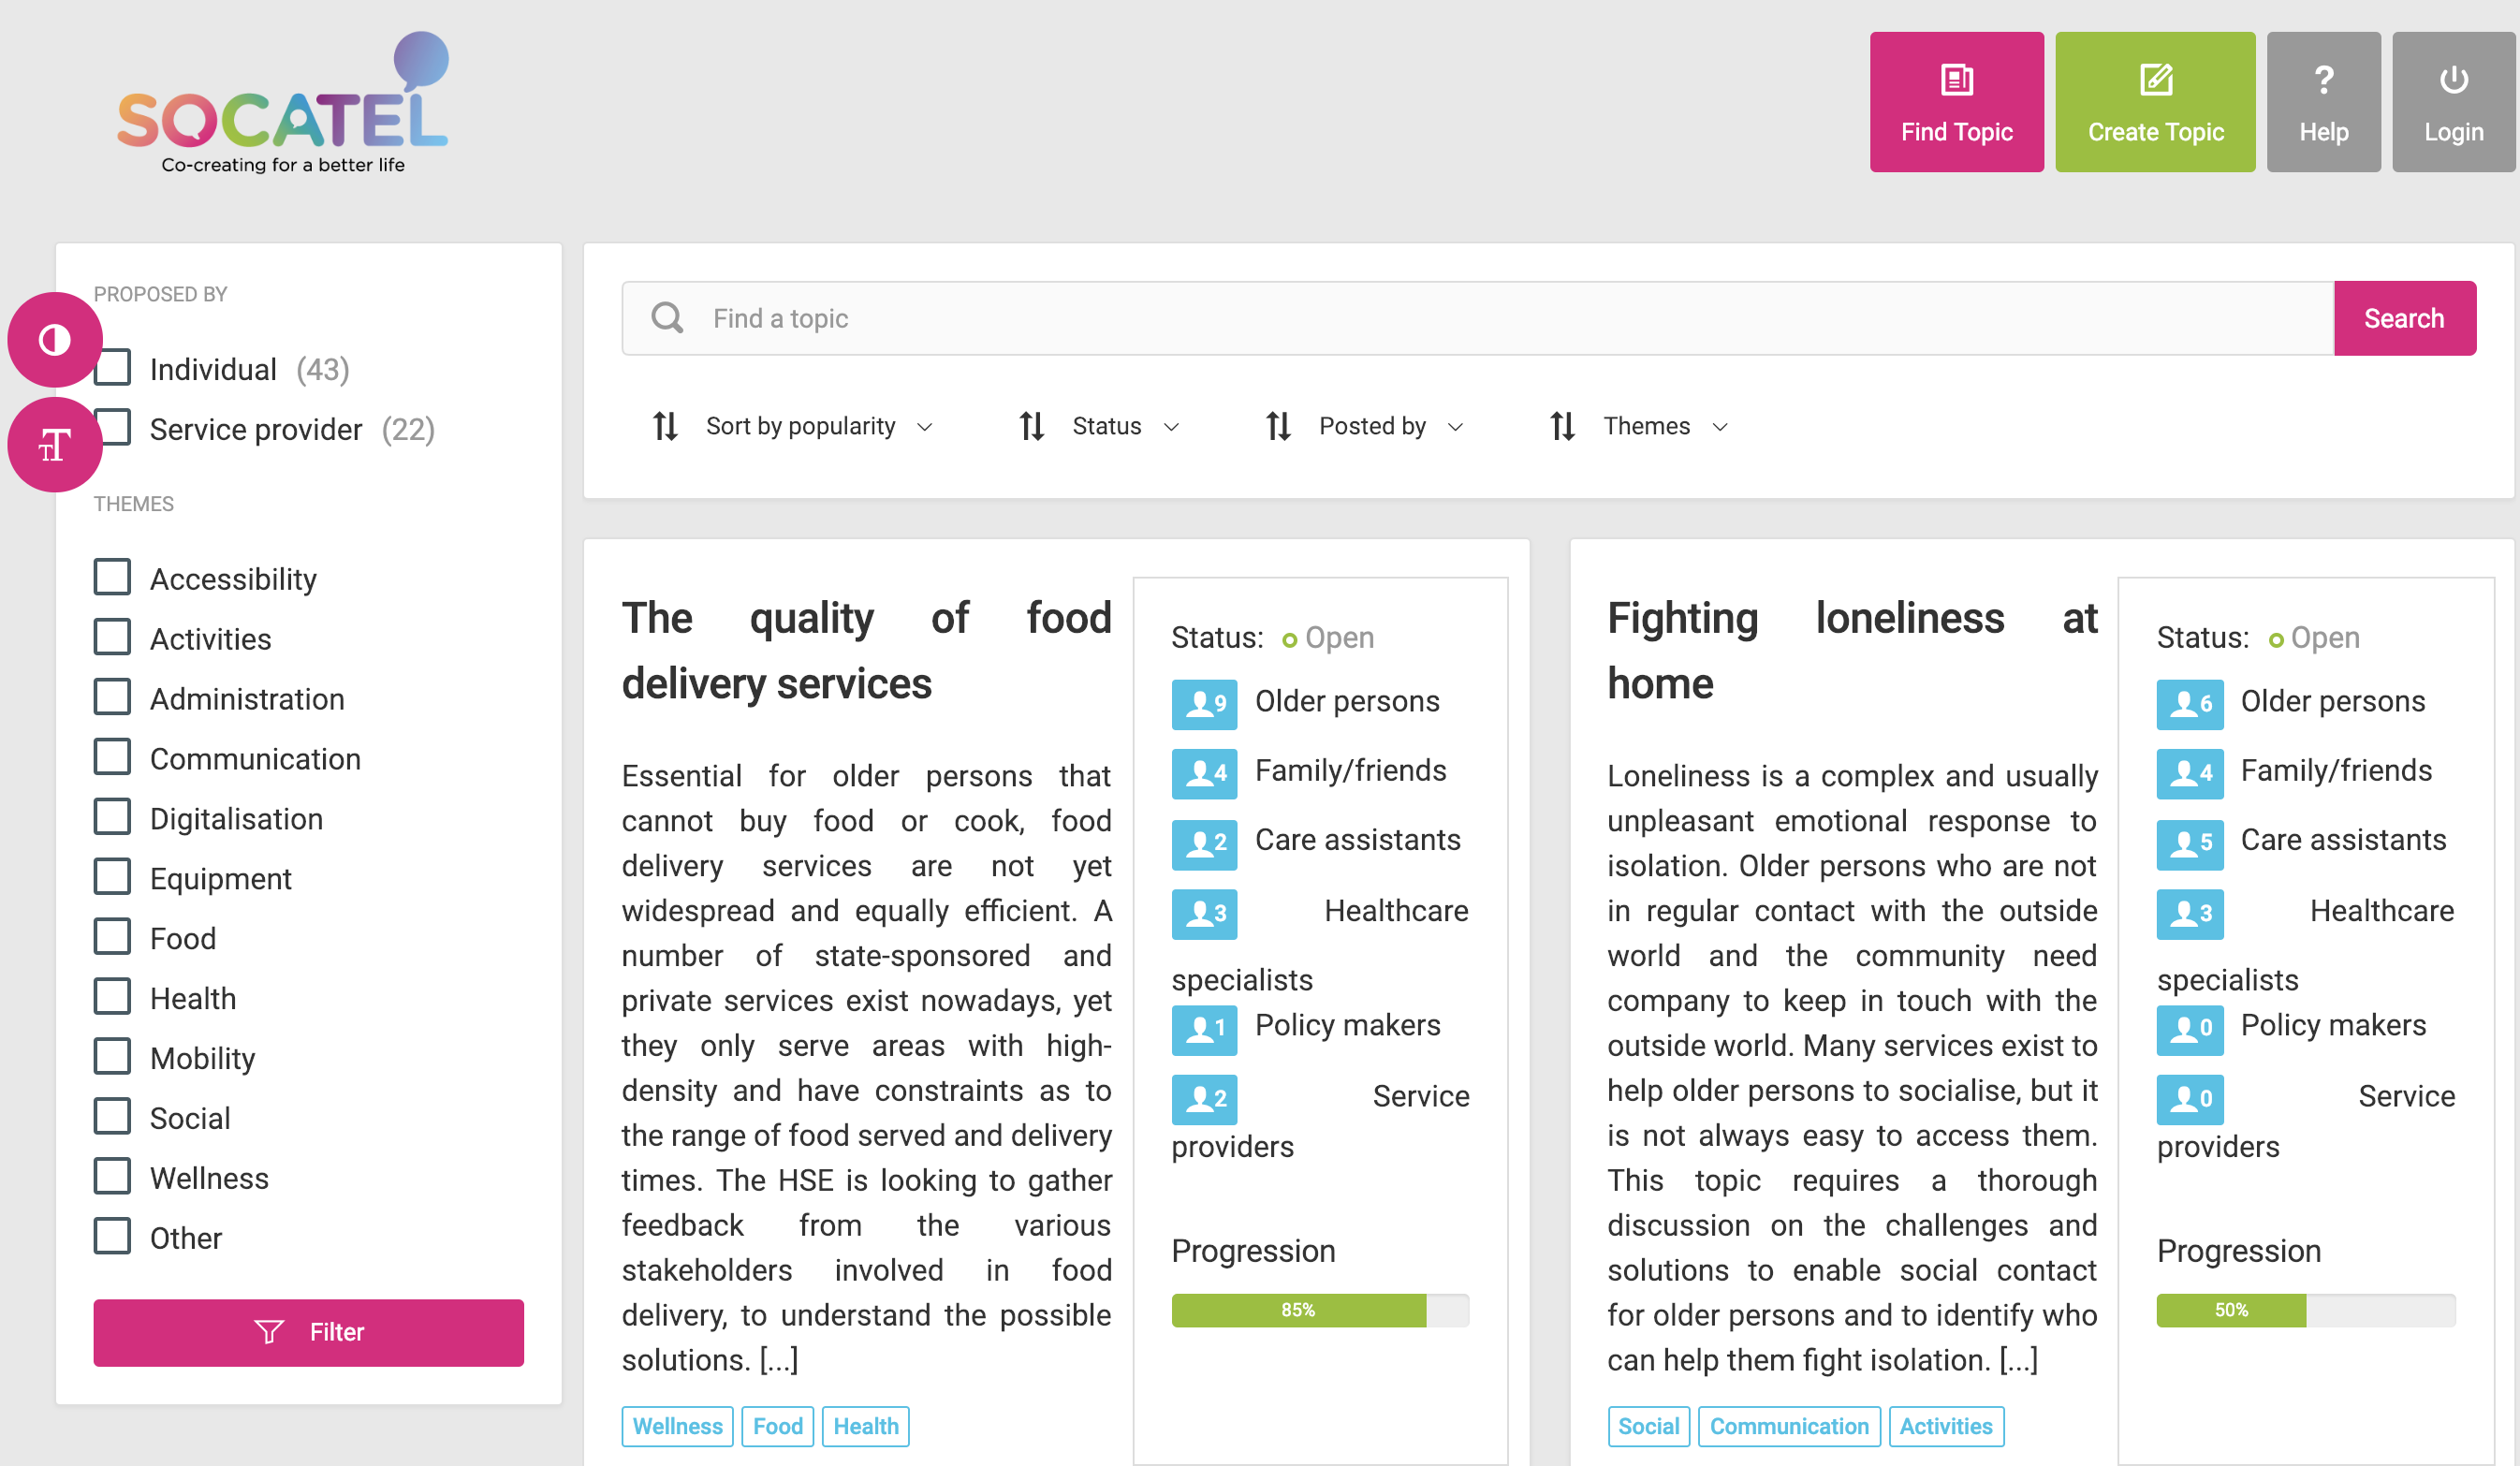 SOCATEL
Co-creating for a better life
Find Topic
Create Topic
? Help
Login
PROPOSED BY
Individual (43)
Service provider (22)
TT
THEMES
Accessibility
Activities
Administration
Communication
Digitalisation
Equipment
Food
Health
Mobility
Social
Wellness
Other
Filter
Find a topic
Search
Sort by popularity
Status
Posted by
Themes
The quality of food
delivery services
Essential for older persons that
cannot buy food or cook, food
delivery services are not yet
widespread and equally efficient. A
number of state-sponsored and
private services exist nowadays, yet
they only serve areas with high-
density and have constraints as to
the range of food served and delivery
times. The HSE is looking to gather
feedback from the various
stakeholders involved in food
delivery, to understand the possible
solutions. [...]
Wellness Food Health
Status: Open
9 Older persons
4 Family/friends
2 Care assistants
3 Healthcare
specialists
1 Policy makers
2 Service
providers
Progression
85%
Fighting loneliness at
home
Loneliness is a complex and usually
unpleasant emotional response to
isolation. Older persons who are not
in regular contact with the outside
world and the community need
company to keep in touch with the
outside world. Many services exist to
help older persons to socialise, but it
is not always easy to access them.
This topic requires a thorough
discussion on the challenges and
solutions to enable social contact
for older persons and to identify who
can help them fight isolation. [...]
Social Communication Activities
Status: Open
6 Older persons
4 Family/friends
5 Care assistants
3 Healthcare
specialists
0 Policy makers
0 Service
providers
Progression
50%